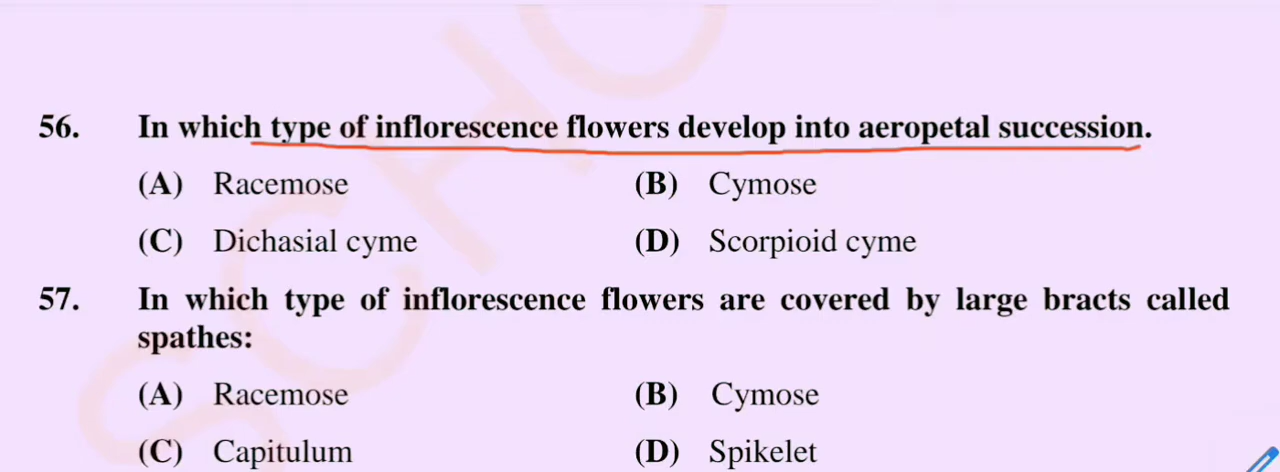 56. In which type of inflorescence flowers develop into aeropetal succession.
(A) Racemose (B) Cymose
(C) Dichasial cyme (D) Scorpioid cyme
57. In which type of inflorescence flowers are covered by large bracts called
spathes:
(A) Racemose (B) Cymose
(C) Capitulum (D) Spikelet